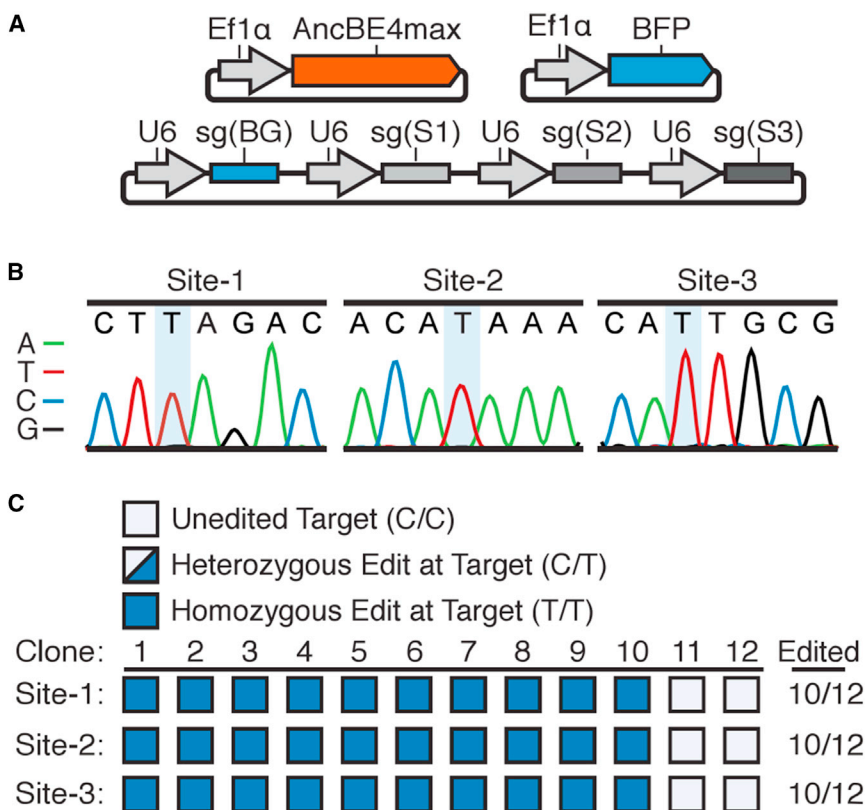 A
Ef1α AncBE4max Ef1α BFP
U6 sg(BG) U6 sg(S1) U6 sg(S2) U6 sg(S3)
B
Site-1 Site-2 Site-3
C T T A G A C A C A T A A A C A T T G C G
A
T
C
G
C
Unedited Target (C/C)
Heterozygous Edit at Target (C/T)
Homozygous Edit at Target (T/T)
Clone: 1 2 3 4 5 6 7 8 9 10 11 12 Edited
Site-1: 10/12
Site-2: 10/12
Site-3: 10/12